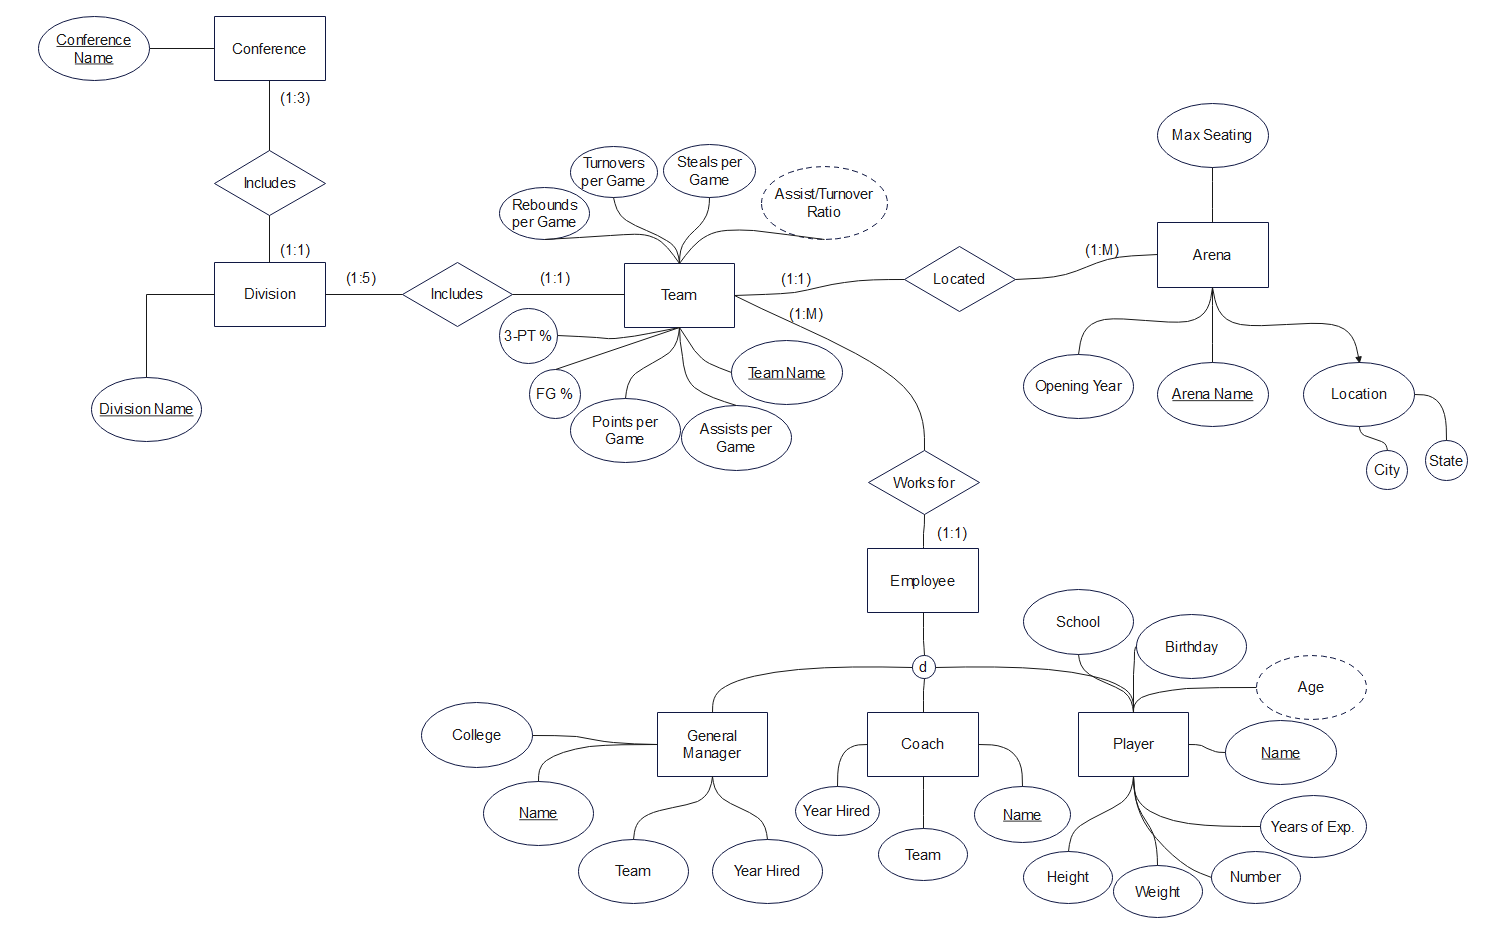 Conference
Name
Conference
(1:3)
Includes
(1:1)
Division
(1:5)
Includes
(1:1)
Division Name
Turnovers
per Game
Steals per
Game
Rebounds
per Game
Assist/Turnover
Ratio
Team
3-PT %
FG %
Points per
Game
Assists per
Game
Team Name
(1:1)
(1:M)
Located
(1:M)
Max Seating
Arena
Opening Year
Arena Name
Location
City
State
Works for
(1:1)
Employee
d
General
Manager
College
Name
Team
Year Hired
Coach
Year Hired
Team
Name
Player
School
Birthday
Age
Name
Years of Exp.
Number
Weight
Height